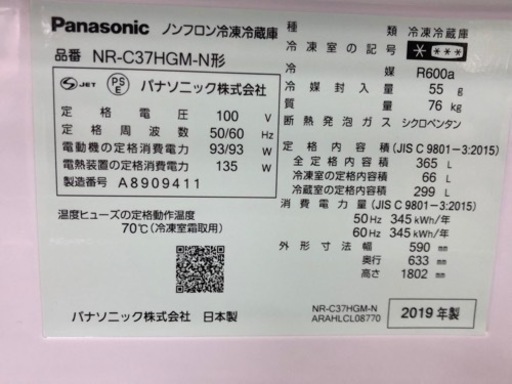 Panasonic ノンフロン冷凍冷蔵庫
品番 NR-C37HGM-N形
S JET PSE パナソニック株式会社
定格電圧 100 V
定格周波数 50/60 Hz
電動機の定格消費電力 93/93 W
電熱装置の定格消費電力 135 W
製造番号 A8909411
温度ヒューズの定格動作温度
70℃(冷凍室霜取用)
パナソニック株式会社 日本製
種類 冷凍冷蔵庫
冷凍室の記号 * ***
冷媒 R600a
冷媒封入量 55 g
質量 76 kg
断熱発泡ガス シクロペンタン
定格内容積 (JIS C 9801-3:2015)
全定格内容積 365 L
冷凍室の定格内容積 66 L
冷蔵室の定格内容積 299 L
消費電力量 (JIS C 9801-3:2015)
50Hz 345 kWh/年
60Hz 345 kWh/年
外形寸法 幅 590 mm
奥行 633 mm
高さ 1802 mm
NR-C37HGM-N
ARAHLCL08770
2019年製